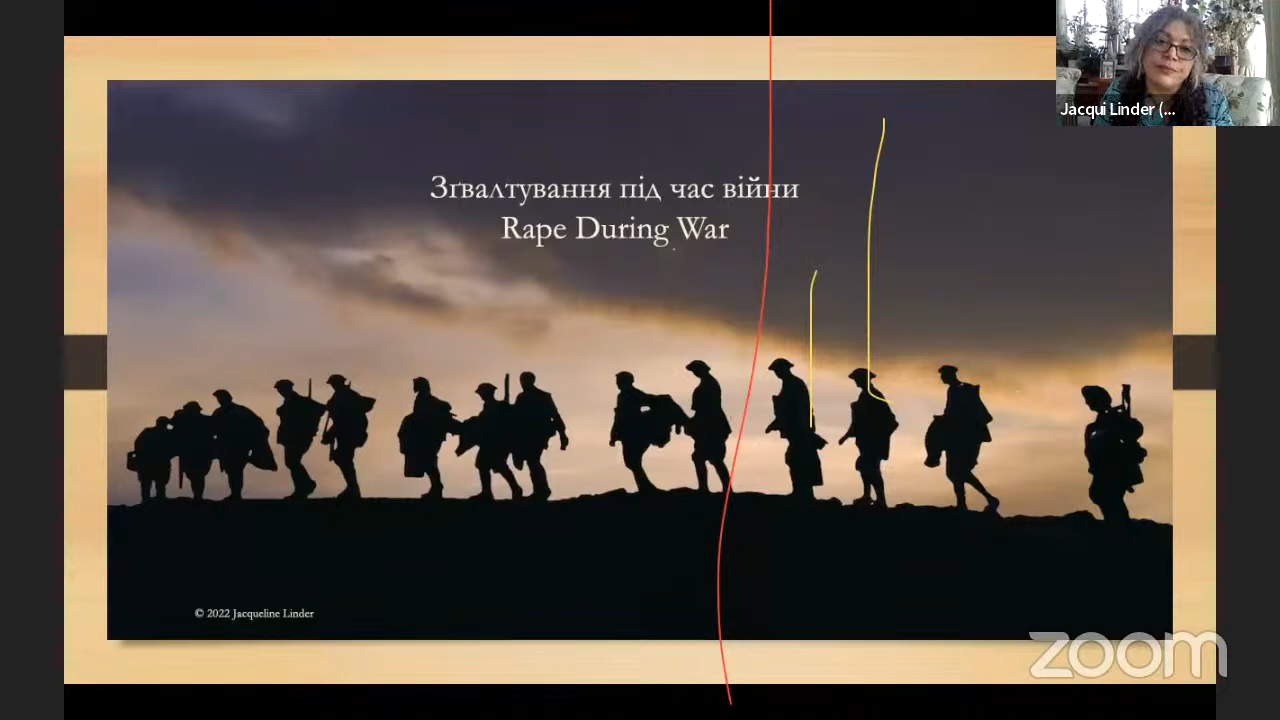 Jacqui Linder (...
Зґвалтування під час війни
Rape During War
© 2022 Jacqueline Linder
zoom